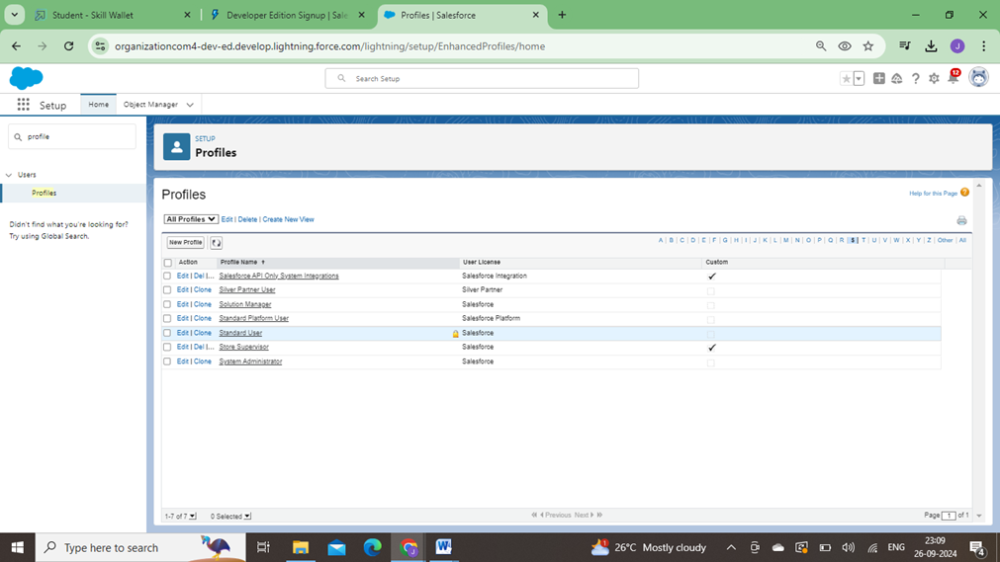 Student - Skill Wallet
Developer Edition Signup | Sale
Profiles | Salesforce
organizationcom4-dev-ed.develop.lightning.force.com/lightning/setup/EnhancedProfiles/home
J
Search Setup
12
Setup
Home
Object Manager
profile
Users
Profiles
Didn't find what you're looking for?
Try using Global Search.
SETUP
Profiles
Profiles
Help for this Page
All Profiles Edit | Delete | Create New View
New Profile
A | B | C | D | E | F | G | H | I | J | K | L | M | N | O | P | Q | R | S | T | U | V | W | X | Y | Z | Other | All
Action Profile Name User License Custom
Edit | Del |... Salesforce API Only System Integrations Salesforce Integration
Edit | Clone Silver Partner User Silver Partner
Edit | Clone Solution Manager Salesforce
Edit | Clone Standard Platform User Salesforce Platform
Edit | Clone Standard User Salesforce
Edit | Del |... Store Supervisor Salesforce
Edit | Clone System Administrator Salesforce
1-7 of 7 0 Selected Previous Next Page 1 of 1
Type here to search
26°C Mostly cloudy
ENG
23:09
26-09-2024
4